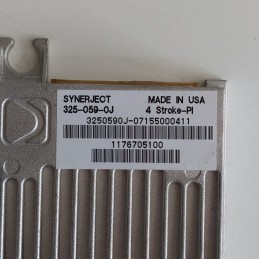 SYNERJECT MADE IN USA
325-059-0J 4 Stroke-PI
3250590J-07155000411
1176705100